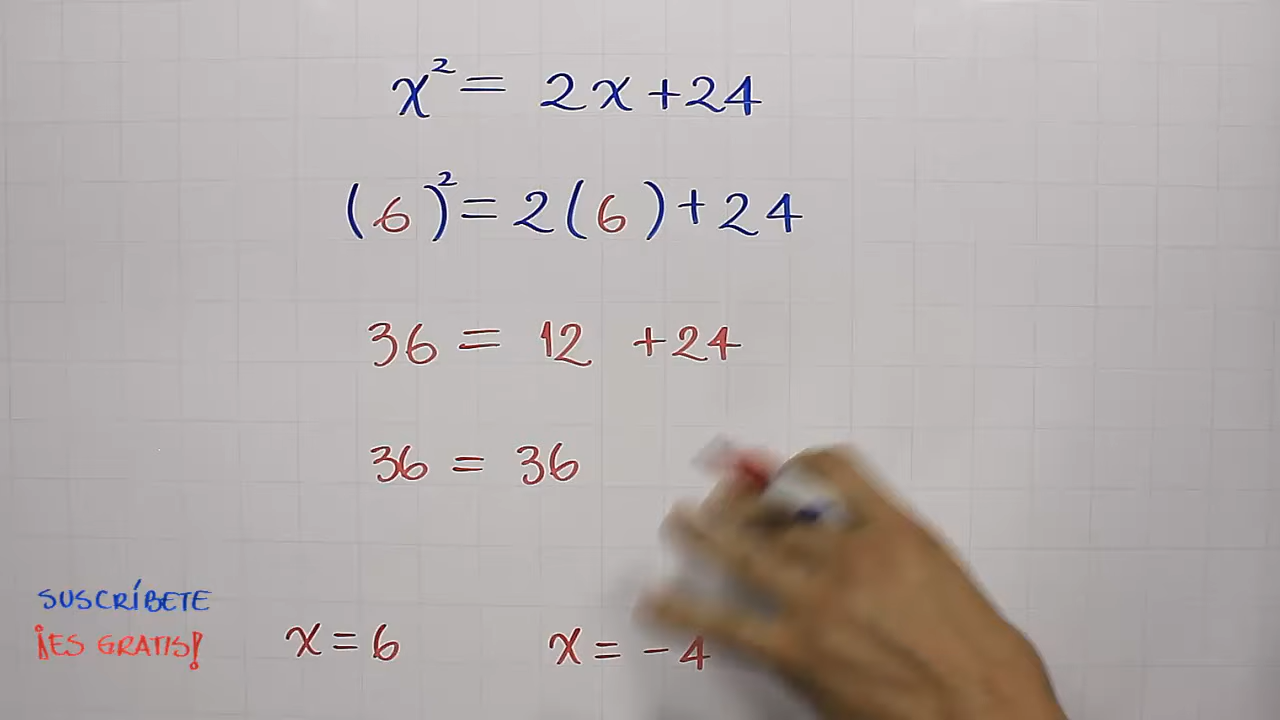 x² = 2x + 24
(6)² = 2(6) + 24
36 = 12 + 24
36 = 36
SUSCRÍBETE
¡ES GRATIS!
x = 6
x = -4